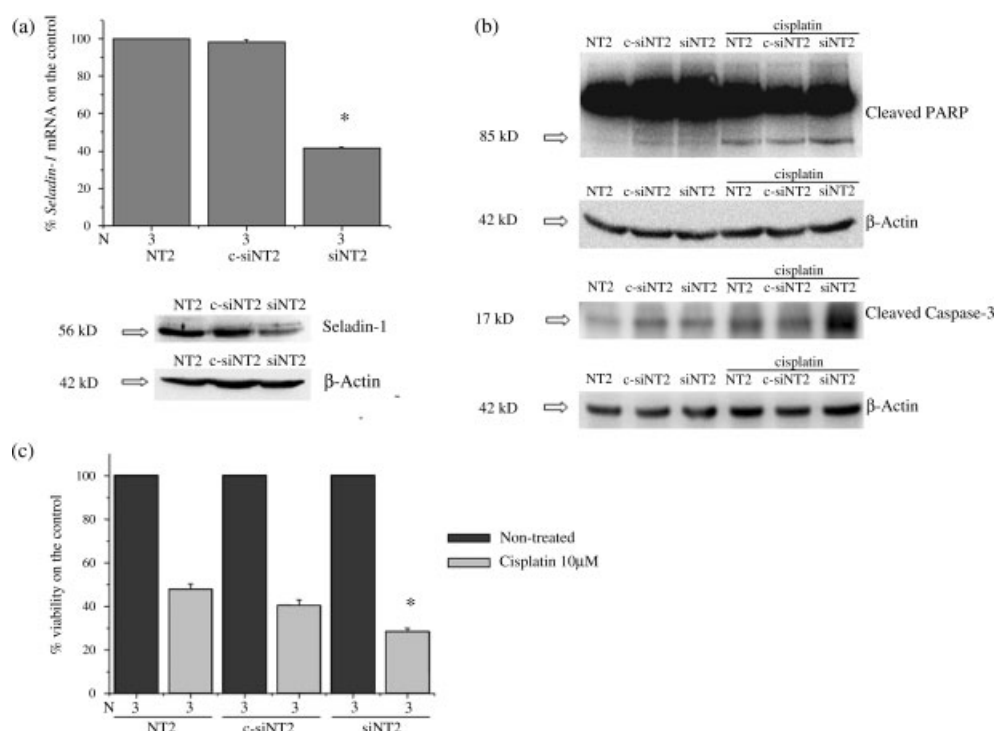 (a)
% Seladin-1 mRNA on the control
100
80
60
40
20
0
*
N 3 3 3
NT2 c-siNT2 siNT2
NT2 c-siNT2 siNT2
56 kD Seladin-1
NT2 c-siNT2 siNT2
42 kD β-Actin
(b)
cisplatin
NT2 c-siNT2 siNT2 NT2 c-siNT2 siNT2
Cleaved PARP
85 kD
cisplatin
NT2 c-siNT2 siNT2 NT2 c-siNT2 siNT2
42 kD β-Actin
cisplatin
NT2 c-siNT2 siNT2 NT2 c-siNT2 siNT2
17 kD Cleaved Caspase-3
cisplatin
NT2 c-siNT2 siNT2 NT2 c-siNT2 siNT2
42 kD β-Actin
(c)
% viability on the control
100
80
60
40
20
0
*
N 3 3 3 3 3 3
NT2 c-siNT2 siNT2
Non-treated
Cisplatin 10μM